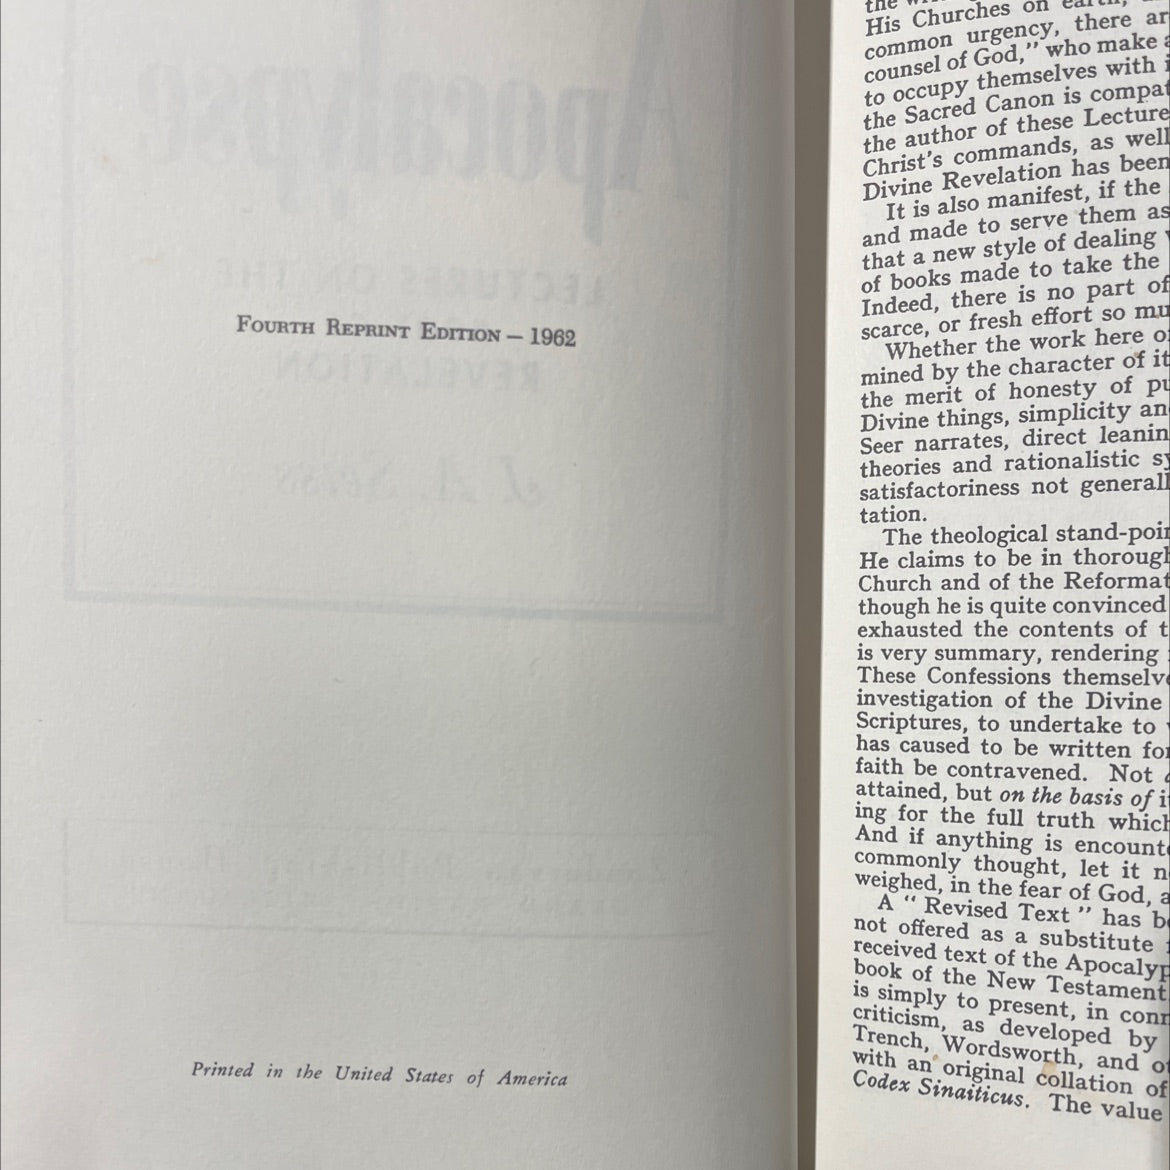 FOURTH REPRINT EDITION — 1962
Printed in the United States of America
His Churches on earth,
common urgency, there ar
counsel of God,” who make a
to occupy themselves with i
the Sacred Canon is compat
the author of these Lecture
Christ's commands, as well
Divine Revelation has been
It is also manifest, if the
and made to serve them as
that a new style of dealing
of books made to take the
Indeed, there is no part of
scarce, or fresh effort so mu
Whether the work here of
mined by the character of it
the merit of honesty of pu
Divine things, simplicity an
Seer narrates, direct leanin
theories and rationalistic sy
satisfactoriness not generall
tation.
The theological stand-poin
He claims to be in thorough
Church and of the Reformat
though he is quite convinced
exhausted the contents of t
is very summary, rendering
These Confessions themselve
investigation of the Divine
Scriptures, to undertake to
has caused to be written for
faith be contravened. Not
attained, but on the basis of it
ing for the full truth which
And if anything is encounte
commonly thought, let it n
weighed, in the fear of God, a
A “ Revised Text ” has be
not offered as a substitute
received text of the Apocalyp
book of the New Testament
is simply to present, in conn
criticism, as developed by
Trench, Wordsworth, and o
with an original collation of
Codex Sinaiticus. The value